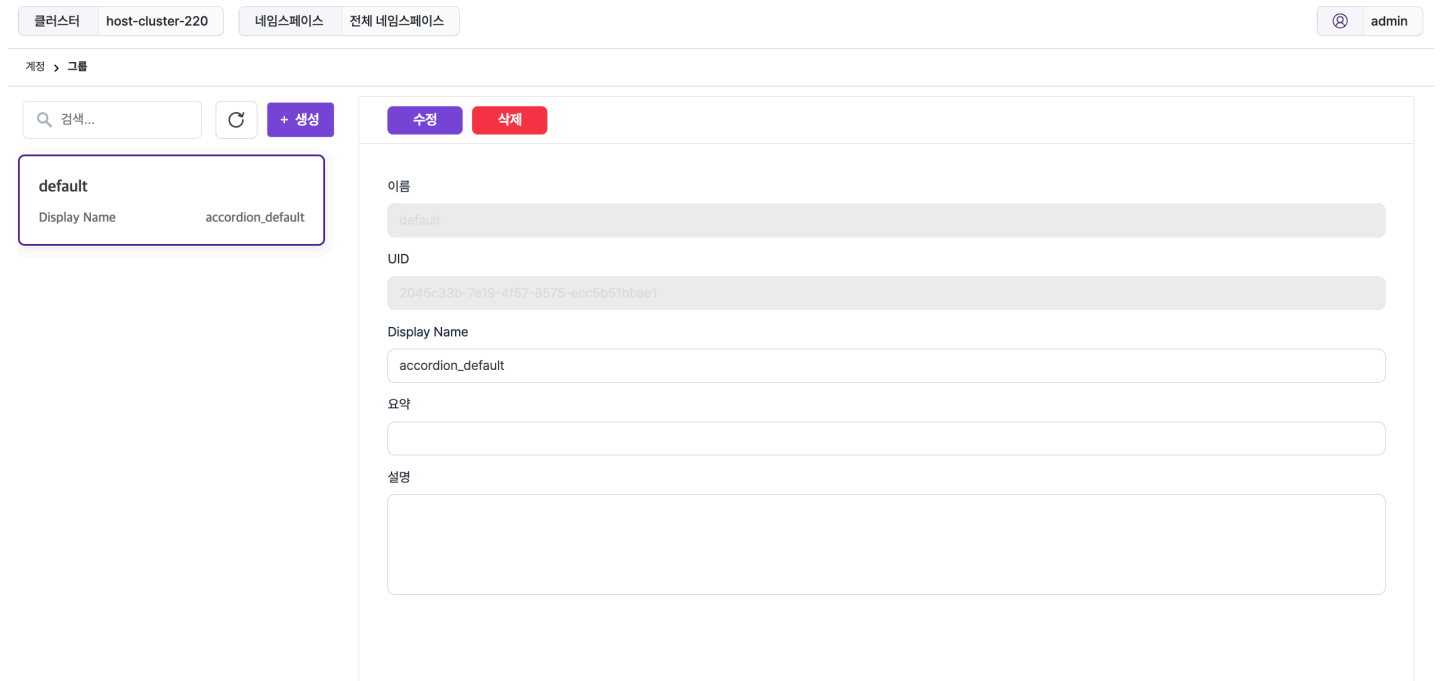 클러스터 host-cluster-220 네임스페이스 전체 네임스페이스 admin
계정 > 그룹
검색... + 생성
default
Display Name accordion_default
수정 삭제
이름
default
UID
2045c33b-7e19-4f57-8575-ecc5b51bbae1
Display Name
accordion_default
요약
설명